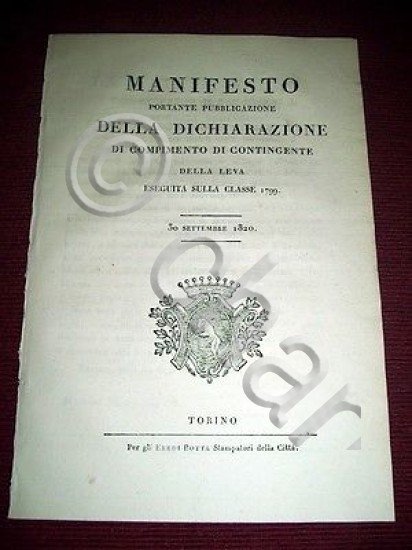 MANIFESTO
PORTANTE PUBBLICAZIONE
DELLA DICHIARAZIONE
DI COMPIMENTO DI CONTINGENTE
DELLA LEVA
ESEGUITA SULLA CLASSE 1799.
30 SETTEMBRE 1820.
TORINO
Per gli EREDI BOTTA Stampatori della Città.